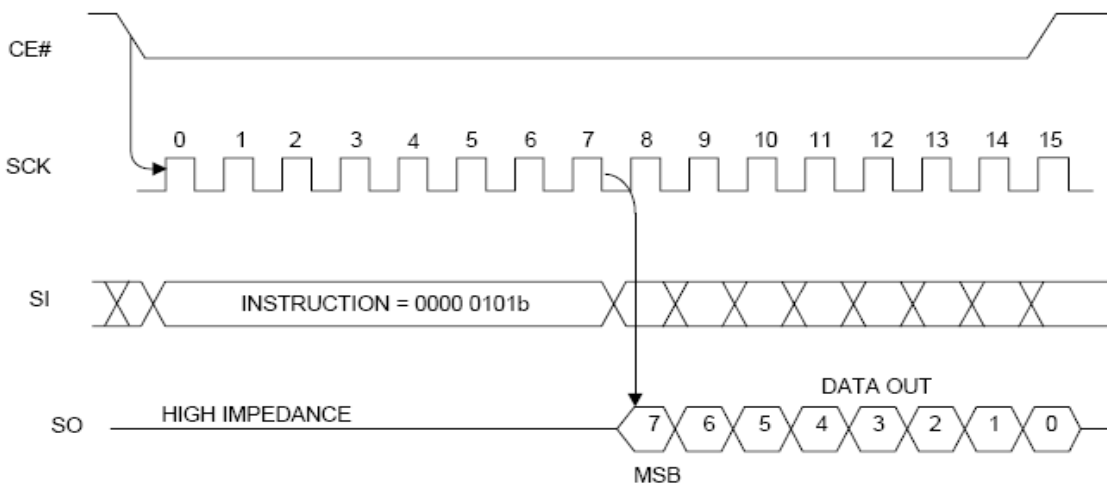 CE#
0 1 2 3 4 5 6 7 8 9 10 11 12 13 14 15
SCK
SI INSTRUCTION = 0000 0101b
DATA OUT
HIGH IMPEDANCE
SO 7 6 5 4 3 2 1 0
MSB